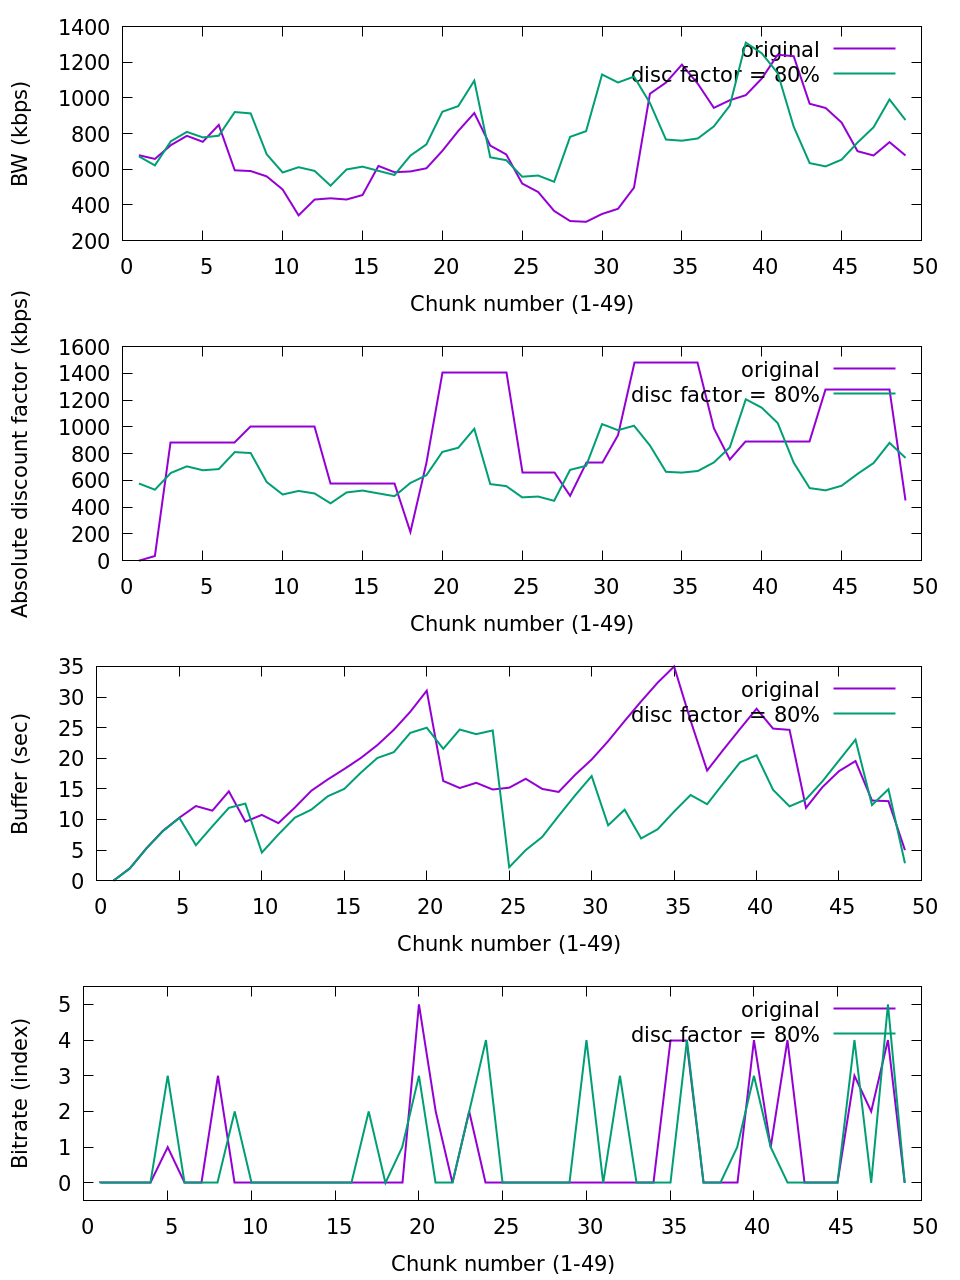 1400
1200
1000
800
600
400
200
BW (kbps)
original
disc factor = 80%
0 5 10 15 20 25 30 35 40 45 50
Chunk number (1-49)
1600
1400
1200
1000
800
600
400
200
0
Absolute discount factor (kbps)
original
disc factor = 80%
0 5 10 15 20 25 30 35 40 45 50
Chunk number (1-49)
35
30
25
20
15
10
5
0
Buffer (sec)
original
disc factor = 80%
0 5 10 15 20 25 30 35 40 45 50
Chunk number (1-49)
5
4
3
2
1
0
Bitrate (index)
original
disc factor = 80%
0 5 10 15 20 25 30 35 40 45 50
Chunk number (1-49)